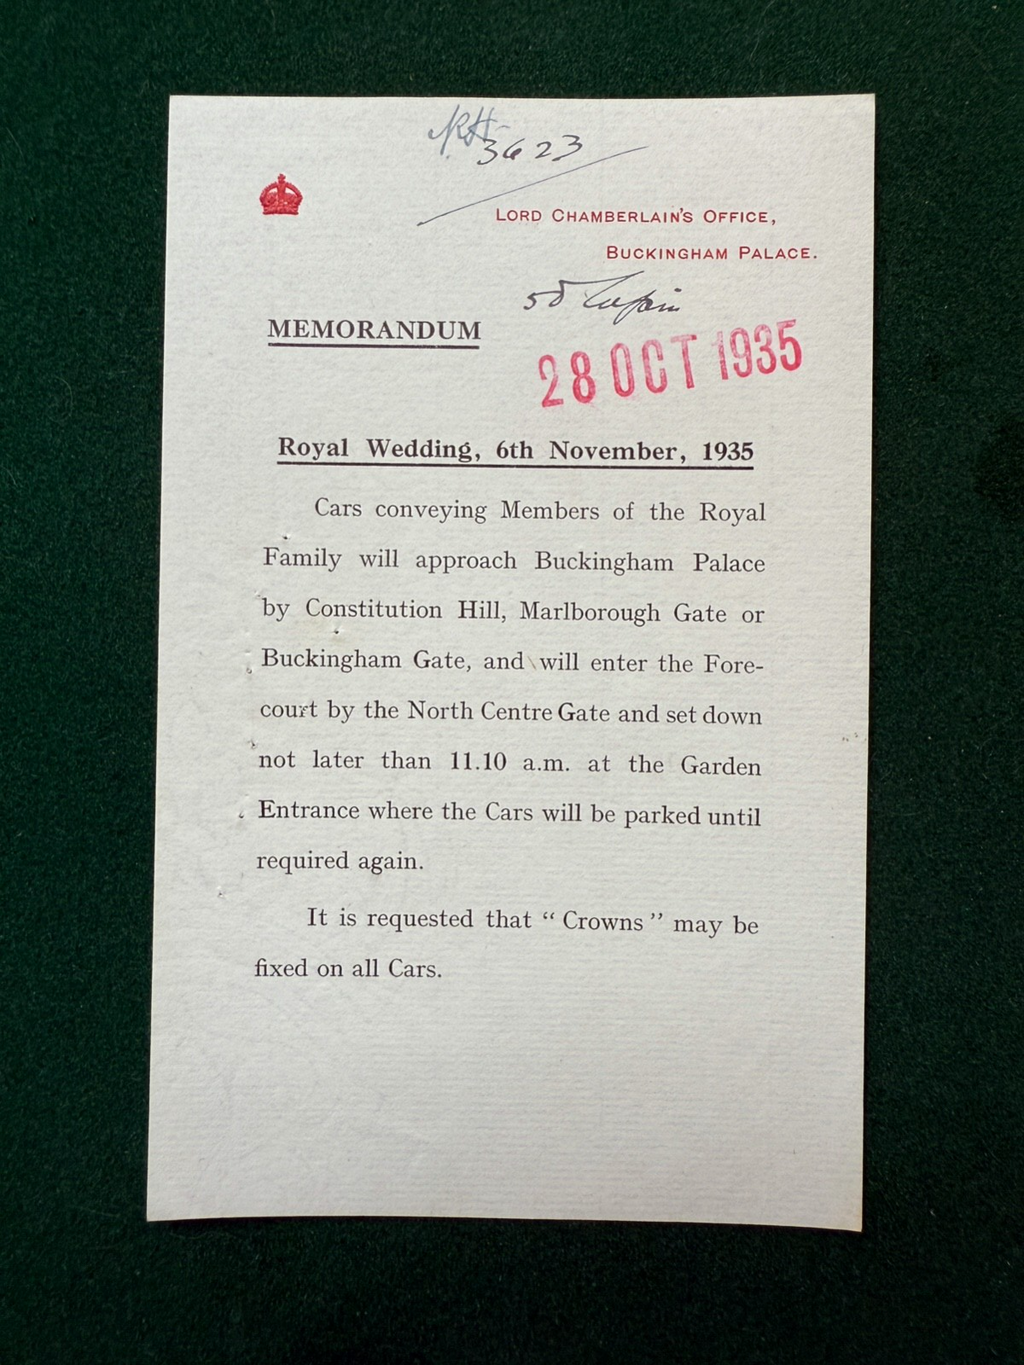 3623
LORD CHAMBERLAIN'S OFFICE,
BUCKINGHAM PALACE.
MEMORANDUM
28 OCT 1935
Royal Wedding, 6th November, 1935
Cars conveying Members of the Royal
Family will approach Buckingham Palace
by Constitution Hill, Marlborough Gate or
Buckingham Gate, and will enter the Fore-
court by the North Centre Gate and set down
not later than 11.10 a.m. at the Garden
Entrance where the Cars will be parked until
required again.
It is requested that “ Crowns ” may be
fixed on all Cars.